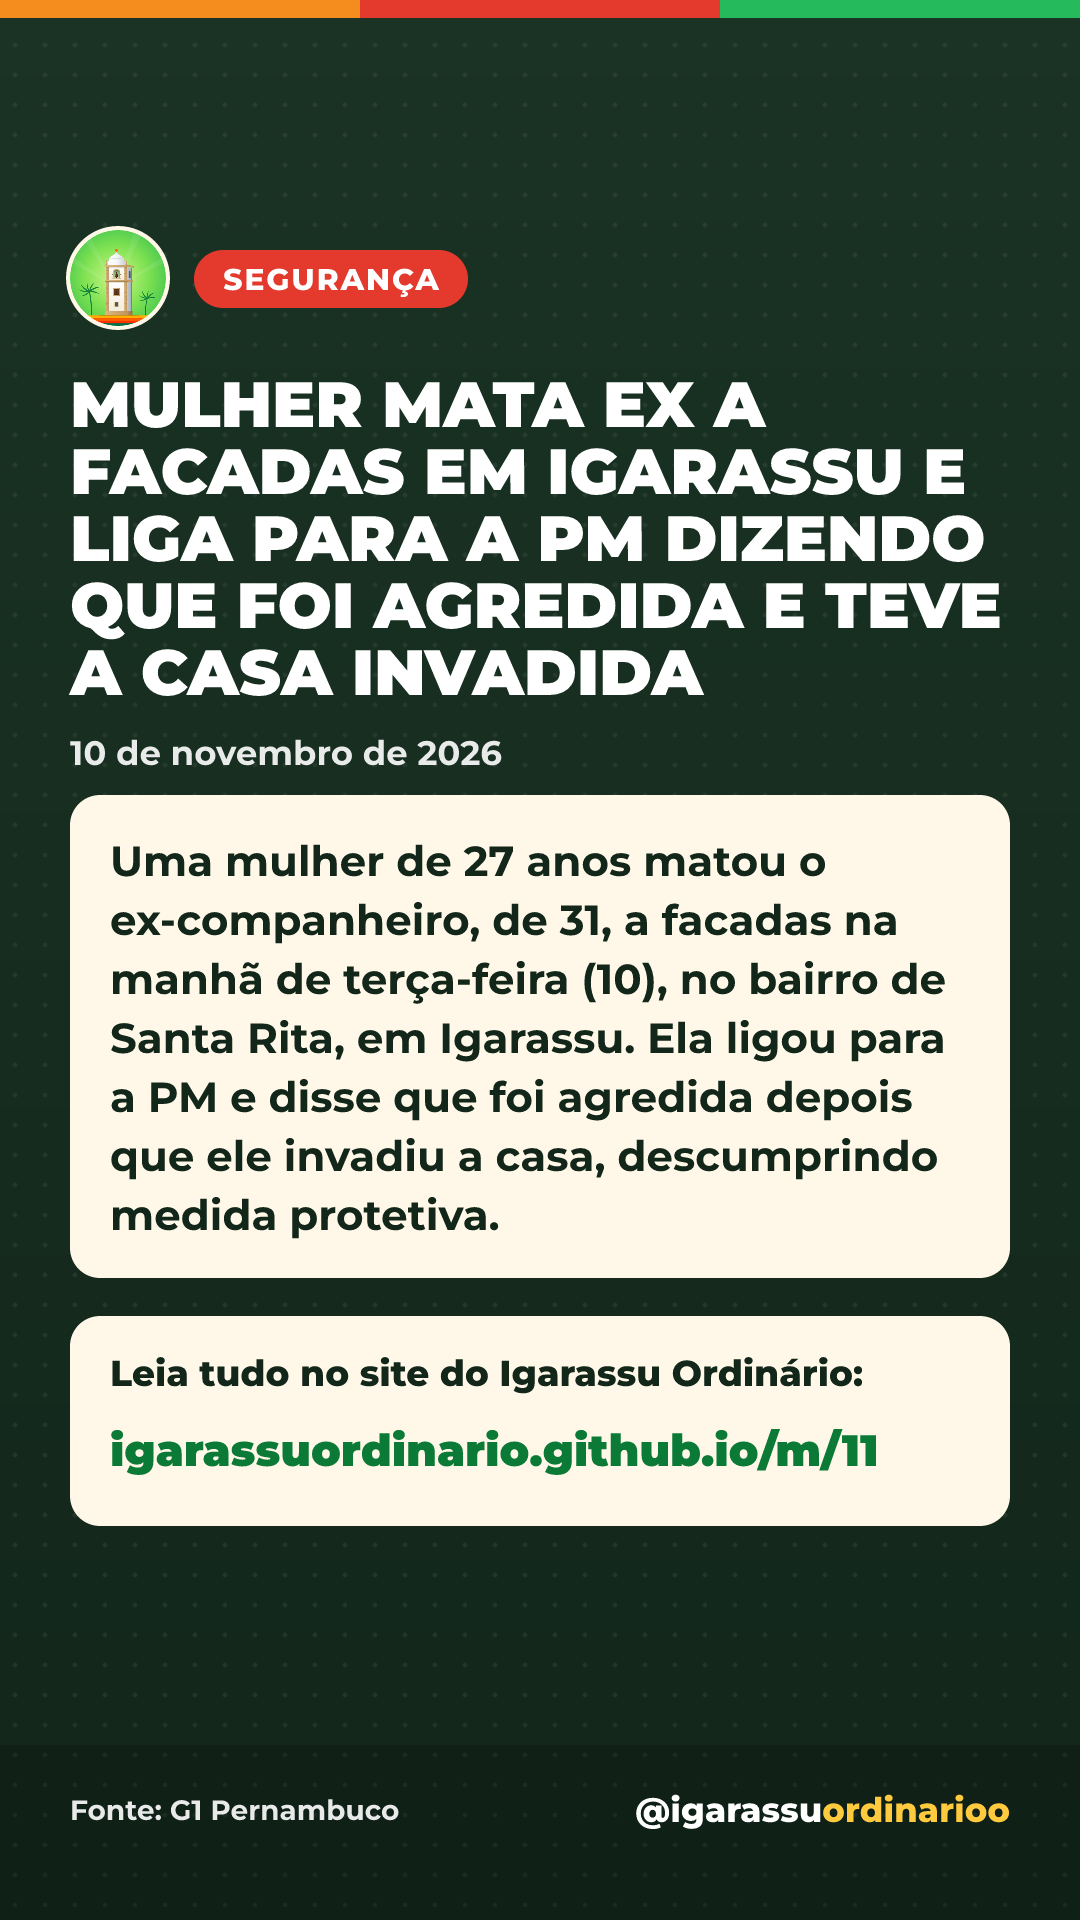 SEGURANÇA
MULHER MATA EX A
FACADAS EM IGARASSU E
LIGA PARA A PM DIZENDO
QUE FOI AGREDIDA E TEVE
A CASA INVADIDA
10 de novembro de 2026
Uma mulher de 27 anos matou o
ex-companheiro, de 31, a facadas na
manhã de terça-feira (10), no bairro de
Santa Rita, em Igarassu. Ela ligou para
a PM e disse que foi agredida depois
que ele invadiu a casa, descumprindo
medida protetiva.
Leia tudo no site do Igarassu Ordinário:
igarassuordinario.github.io/m/11
Fonte: G1 Pernambuco
@igarassuordinarioo